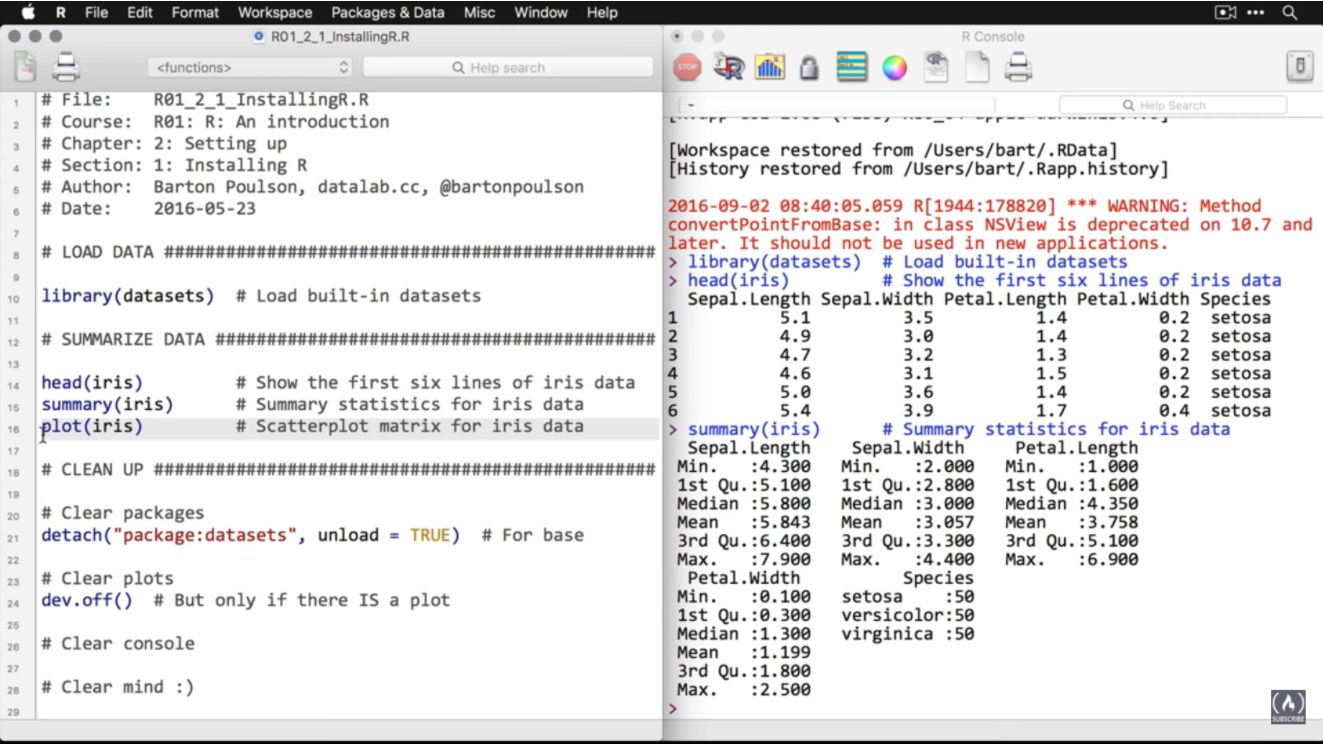 R File Edit Format Workspace Packages & Data Misc Window Help
R01_2_1_InstallingR.R
<functions>
Help search
1 # File:    R01_2_1_InstallingR.R
2 # Course:  R01: R: An introduction
3 # Chapter: 2: Setting up
4 # Section: 1: Installing R
5 # Author:  Barton Poulson, datalab.cc, @bartonpoulson
6 # Date:    2016-05-23
7
8 # LOAD DATA ################################################
9
10 library(datasets)  # Load built-in datasets
11
12 # SUMMARIZE DATA ###########################################
13
14 head(iris)         # Show the first six lines of iris data
15 summary(iris)      # Summary statistics for iris data
16 plot(iris)         # Scatterplot matrix for iris data
17
18 # CLEAN UP #################################################
19
20 # Clear packages
21 detach("package:datasets", unload = TRUE)  # For base
22
23 # Clear plots
24 dev.off()  # But only if there IS a plot
25
26 # Clear console
27
28 # Clear mind :)
29
R Console
STOP
~
Help Search
[Workspace restored from /Users/bart/.RData]
[History restored from /Users/bart/.Rapp.history]
2016-09-02 08:40:05.059 R[1944:178820] *** WARNING: Method
convertPointFromBase: in class NSView is deprecated on 10.7 and
later. It should not be used in new applications.
> library(datasets)  # Load built-in datasets
> head(iris)         # Show the first six lines of iris data
  Sepal.Length Sepal.Width Petal.Length Petal.Width Species
1          5.1         3.5          1.4         0.2  setosa
2          4.9         3.0          1.4         0.2  setosa
3          4.7         3.2          1.3         0.2  setosa
4          4.6         3.1          1.5         0.2  setosa
5          5.0         3.6          1.4         0.2  setosa
6          5.4         3.9          1.7         0.4  setosa
> summary(iris)      # Summary statistics for iris data
  Sepal.Length    Sepal.Width     Petal.Length
 Min.   :4.300   Min.   :2.000   Min.   :1.000
 1st Qu.:5.100   1st Qu.:2.800   1st Qu.:1.600
 Median :5.800   Median :3.000   Median :4.350
 Mean   :5.843   Mean   :3.057   Mean   :3.758
 3rd Qu.:6.400   3rd Qu.:3.300   3rd Qu.:5.100
 Max.   :7.900   Max.   :4.400   Max.   :6.900
  Petal.Width          Species
 Min.   :0.100   setosa    :50
 1st Qu.:0.300   versicolor:50
 Median :1.300   virginica :50
 Mean   :1.199
 3rd Qu.:1.800
 Max.   :2.500
>
SUBSCRIBE